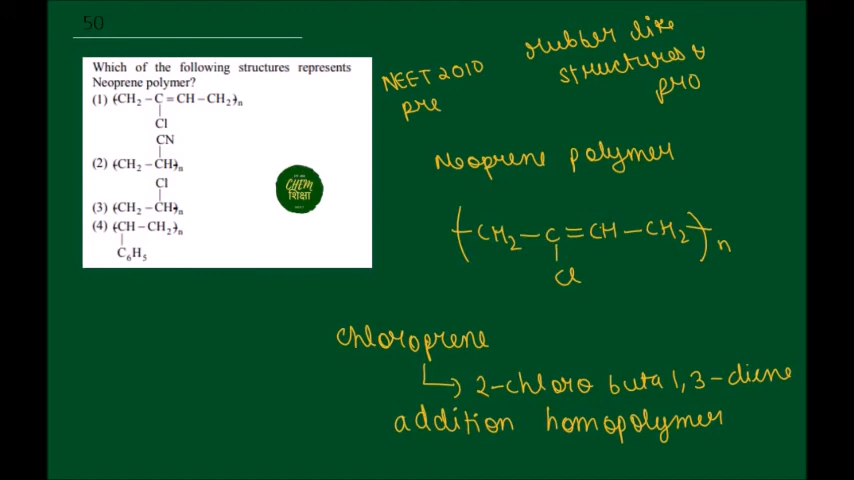 50
Which of the following structures represents
Neoprene polymer?
(1) (CH2 – C = CH – CH2)n
Cl
CN
(2) (CH2 – CH)n
Cl
(3) (CH2 – CH)n
(4) (CH – CH2)n
C6H5
CHEM
शिक्षा
NEET 2010
pre
rubber like
structures &
pro
Neoprene polymer
(CH2 – C = CH – CH2)n
Cl
chloroprene
2-chloro buta 1,3-diene
addition homopolymer